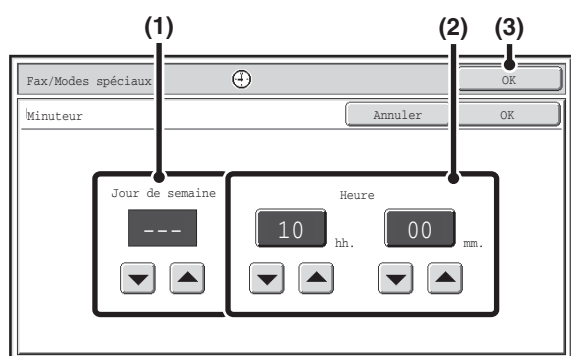 (1) (2) (3)
Fax/Modes spéciaux OK
Minuteur Annuler OK
Jour de semaine Heure
--- 10 hh. 00 mm.